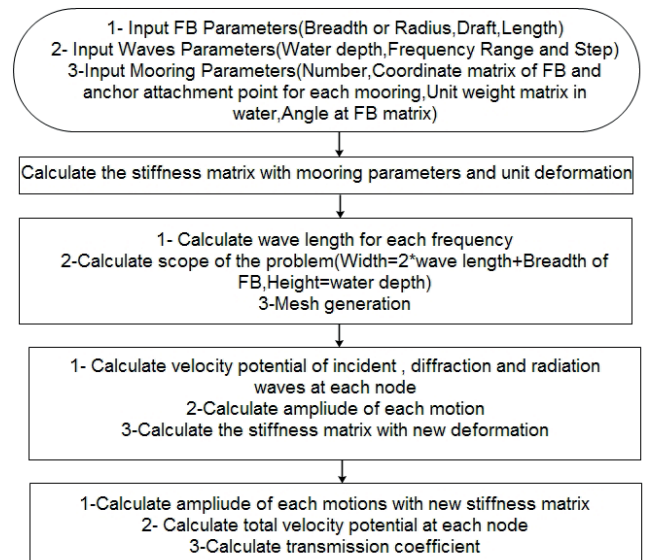 1- Input FB Parameters(Breadth or Radius,Draft,Length)
2- Input Waves Parameters(Water depth,Frequency Range and Step)
3-Input Mooring Parameters(Number,Coordinate matrix of FB and
anchor attachment point for each mooring,Unit weight matrix in
water,Angle at FB matrix)
Calculate the stiffness matrix with mooring parameters and unit deformation
1- Calculate wave length for each frequency
2-Calculate scope of the problem(Width=2*wave length+Breadth of
FB,Height=water depth)
3-Mesh generation
1- Calculate velocity potential of incident , diffraction and radiation
waves at each node
2-Calculate ampliude of each motion
3-Calculate the stiffness matrix with new deformation
1-Calculate ampliude of each motions with new stiffness matrix
2- Calculate total velocity potential at each node
3-Calculate transmission coefficient